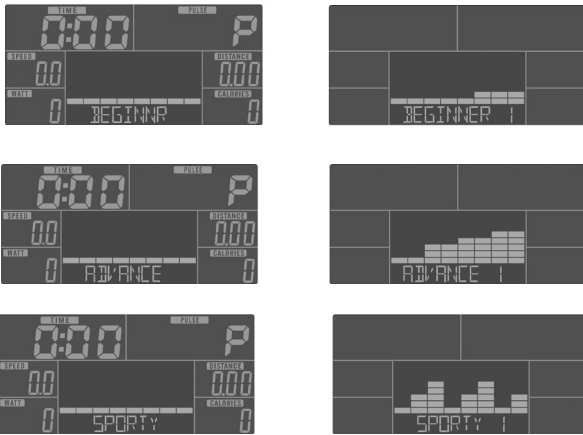 TIME PULSE
0:00 P
SPEED DISTANCE
0.0 0.00
WATT CALORIES
0 BEGINNR 0
BEGINNER 1
TIME PULSE
0:00 P
SPEED DISTANCE
0.0 0.00
WATT CALORIES
0 ADVANCE 0
ADVANCE 1
TIME PULSE
0:00 P
SPEED DISTANCE
0.0 0.00
WATT CALORIES
0 SPORTY 0
SPORTY 1